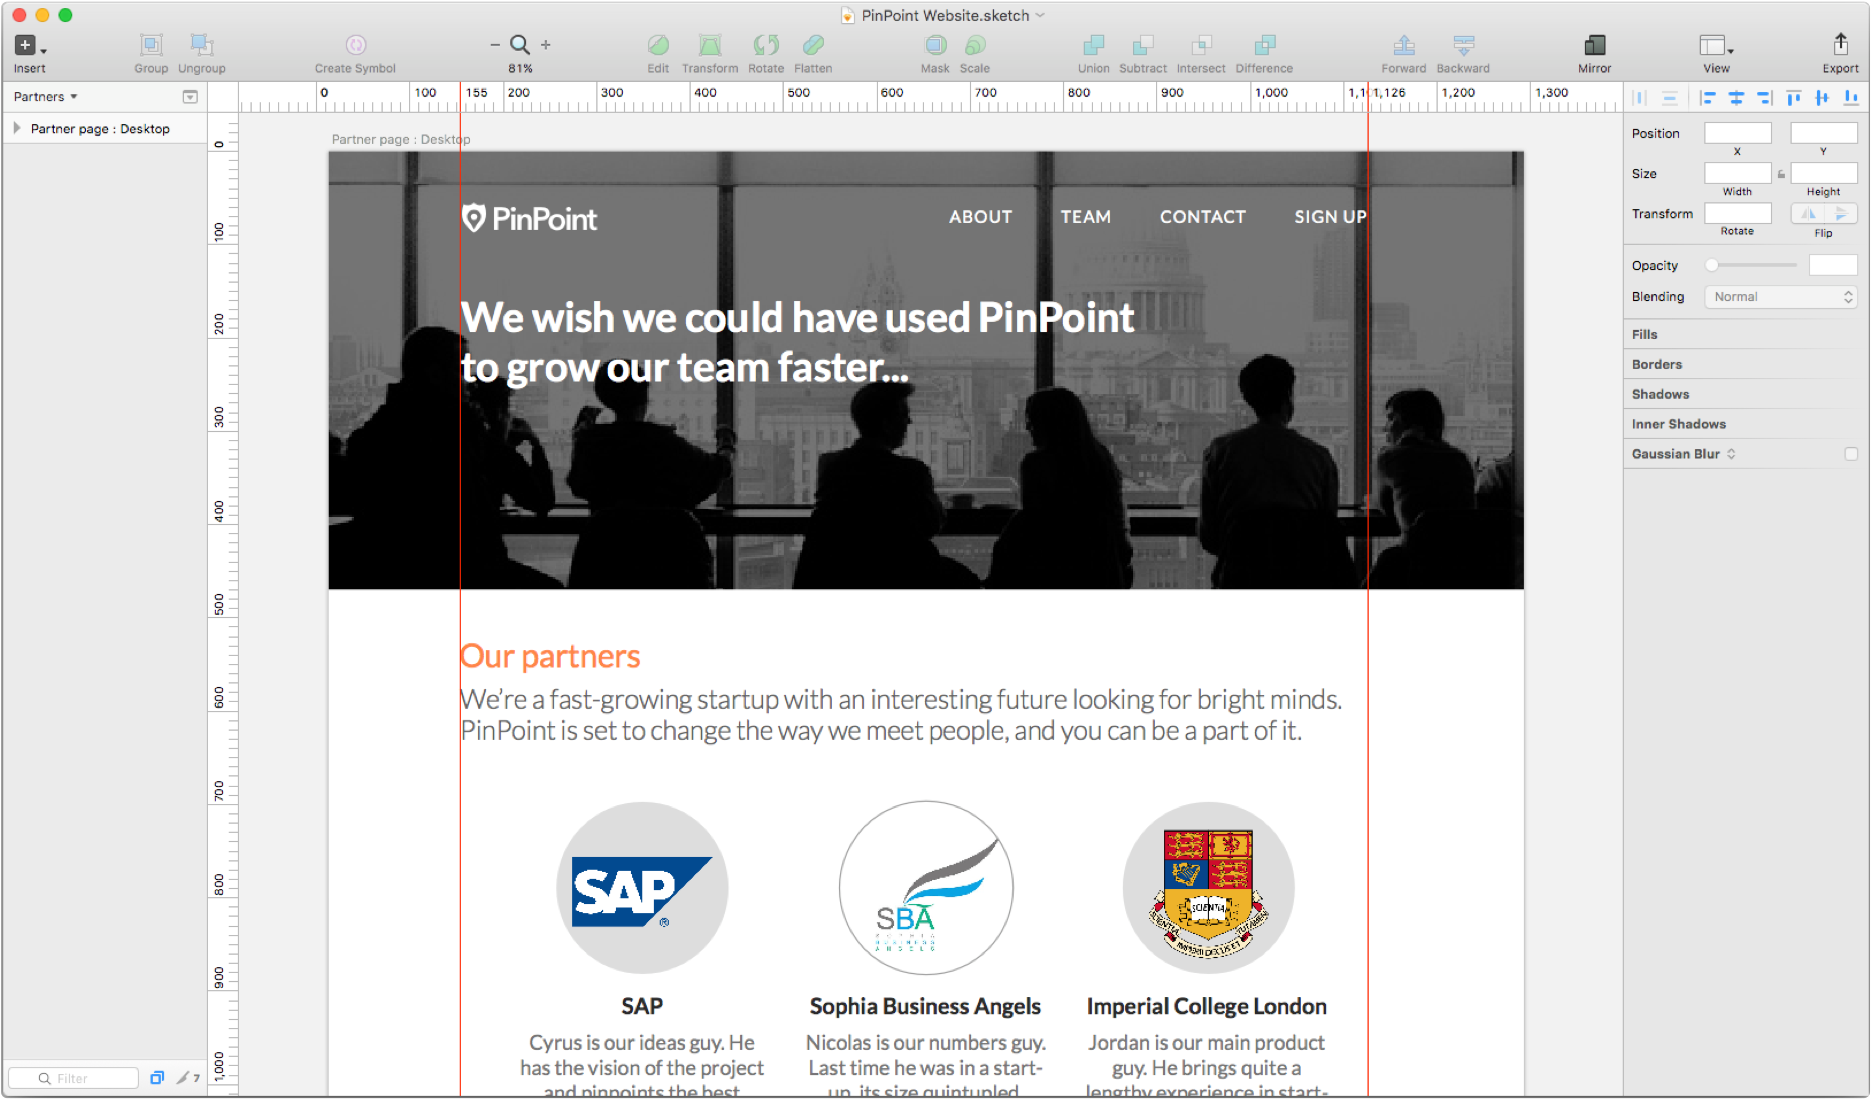 PinPoint Website.sketch
Insert
Group
Ungroup
Create Symbol
81%
Edit
Transform
Rotate
Flatten
Mask
Scale
Union
Subtract
Intersect
Difference
Forward
Backward
Mirror
View
Export
Partners
0 100 155 200 300 400 500 600 700 800 900 1,000 1,126 1,200 1,300
Partner page : Desktop
Filter
7
0
100
200
300
400
500
600
700
800
900
1,000
Partner page : Desktop
PinPoint
ABOUT TEAM CONTACT SIGN UP
We wish we could have used PinPoint
to grow our team faster...
Our partners
We're a fast-growing startup with an interesting future looking for bright minds.
PinPoint is set to change the way we meet people, and you can be a part of it.
SAP
®
SBA
SOPHIA
BUSINESS
ANGELS
SCIENTIA
SCIENTIA IMPERII DECUS ET TUTAMEN
SAP
Cyrus is our ideas guy. He
has the vision of the project
and pinpoints the best
Sophia Business Angels
Nicolas is our numbers guy.
Last time he was in a start-
up, its size quintupled
Imperial College London
Jordan is our main product
guy. He brings quite a
lengthy experience in start-
Position
X
Y
Size
Width
Height
Transform
Rotate
Flip
Opacity
Blending
Normal
Fills
Borders
Shadows
Inner Shadows
Gaussian Blur